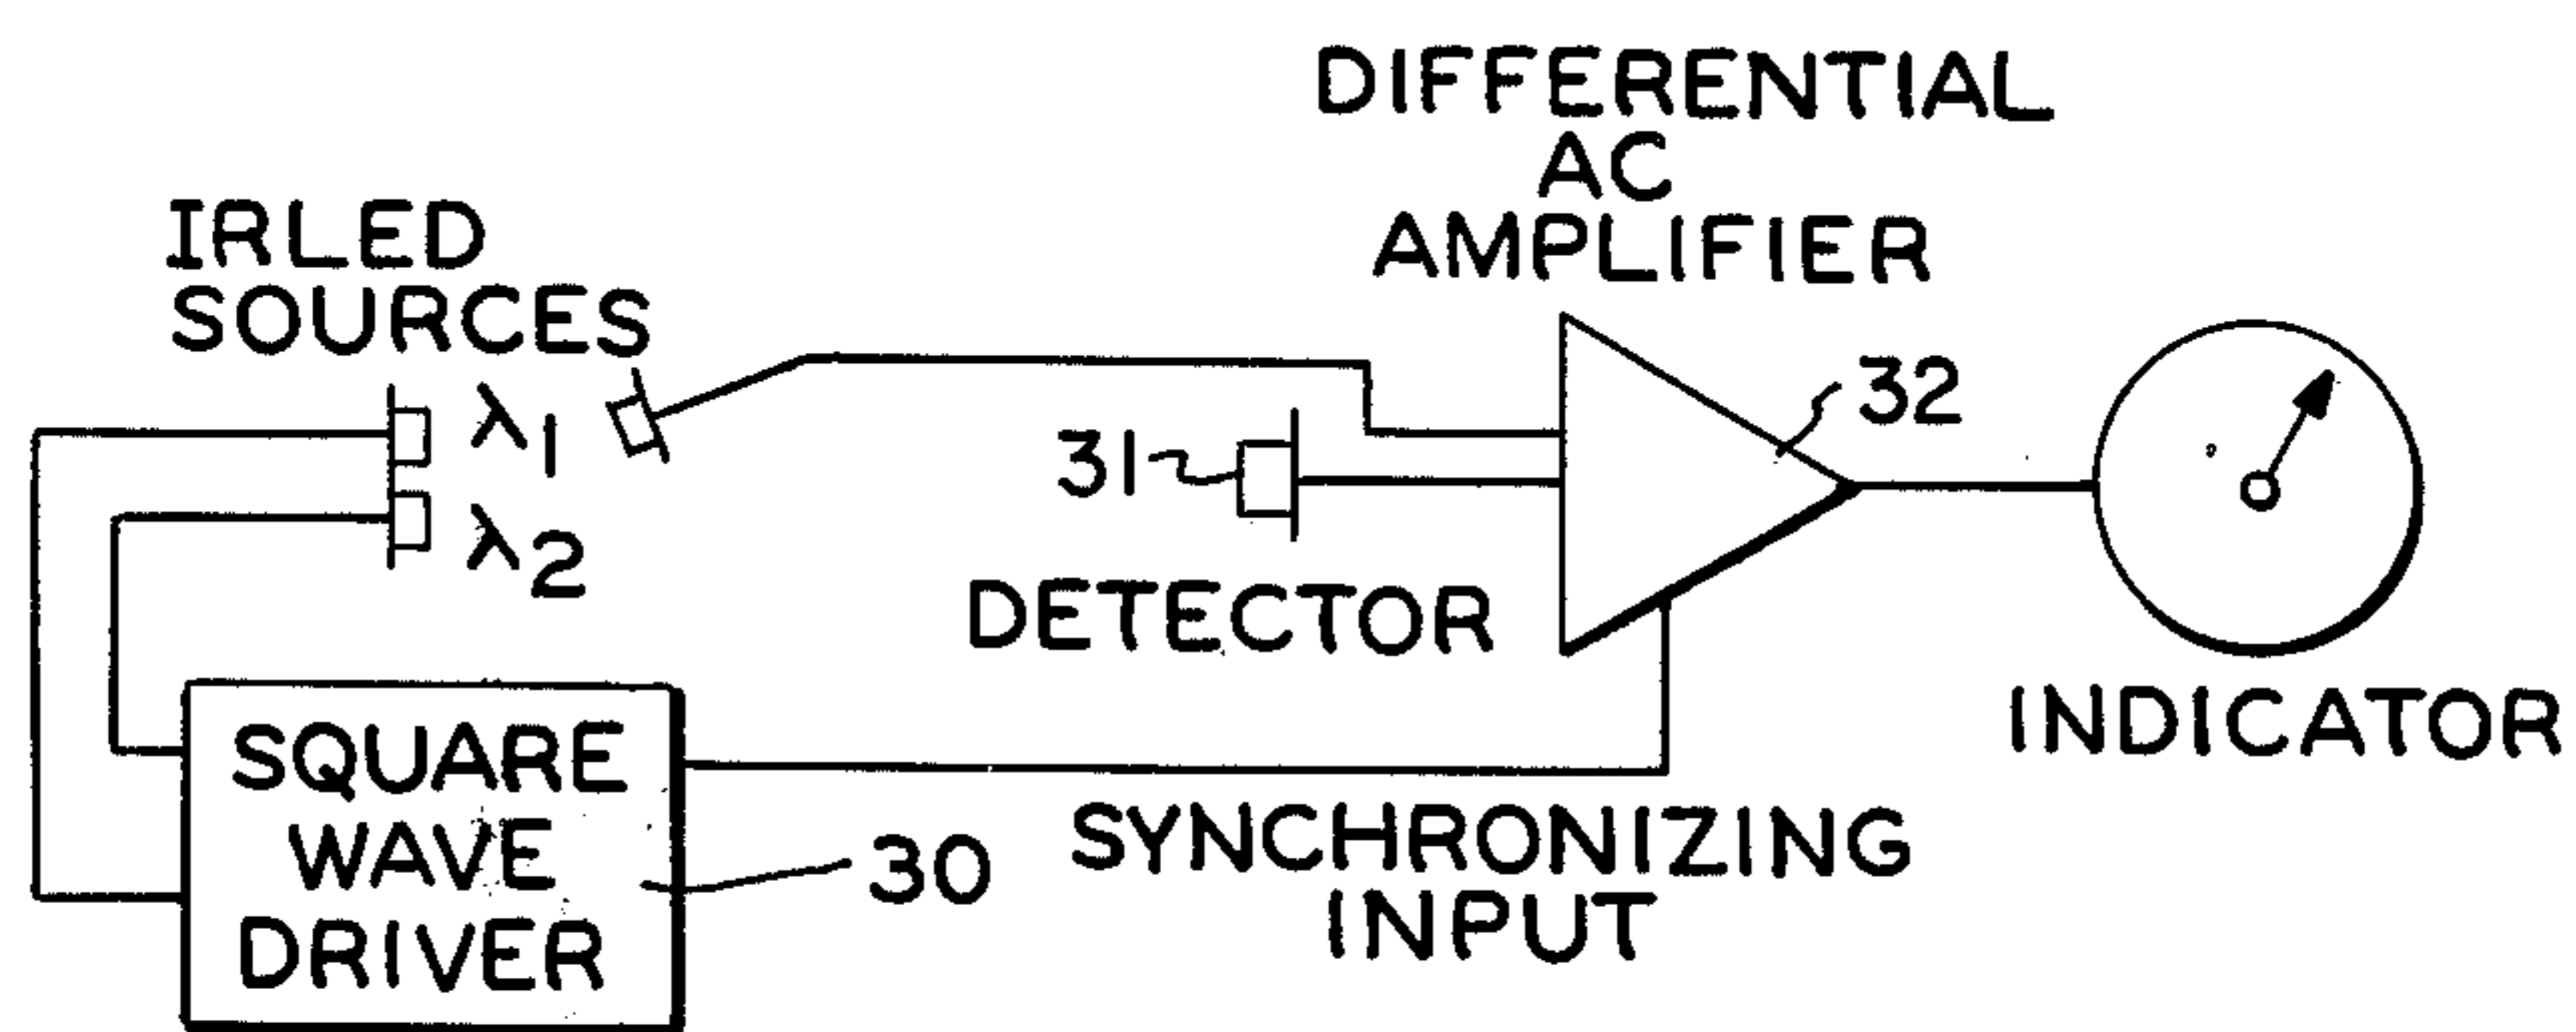 DIFFERENTIAL
AC
AMPLIFIER
IRLED
SOURCES
λ1
λ2
31
32
DETECTOR
INDICATOR
SQUARE
WAVE
DRIVER
30
SYNCHRONIZING
INPUT